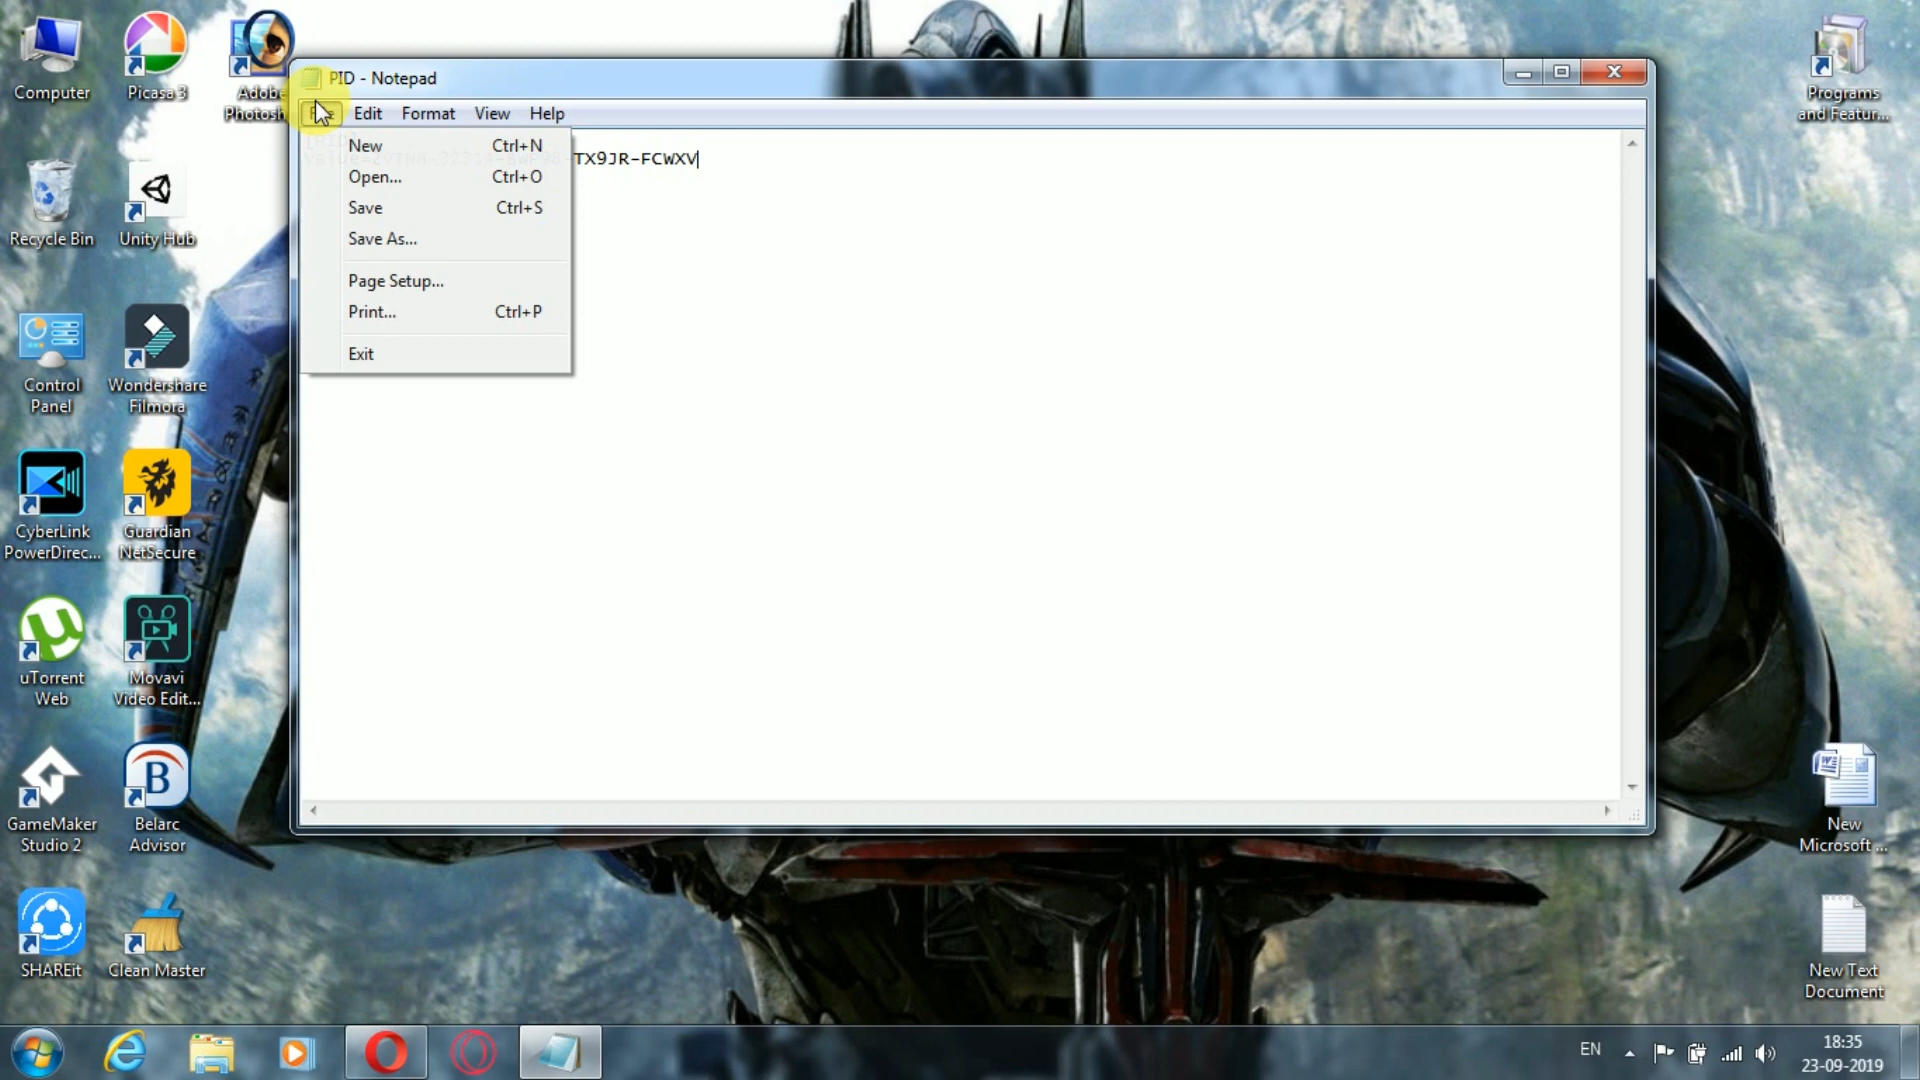 PID - Notepad
Edit Format View Help
New Ctrl+N
TX9JR-FCWXV
Open... Ctrl+O
Save Ctrl+S
Save As...
Page Setup...
Print... Ctrl+P
Exit
Computer
Picasa 3
Adobe
Photosh
Recycle Bin
Unity Hub
Control
Panel
Wondershare
Filmora
CyberLink
PowerDirec...
Guardian
NetSecure
uTorrent
Web
Movavi
Video Edit...
GameMaker
Studio 2
Belarc
Advisor
SHAREit
Clean Master
Programs
and Featur...
New
Microsoft ...
New Text
Document
EN
18:35
23-09-2019